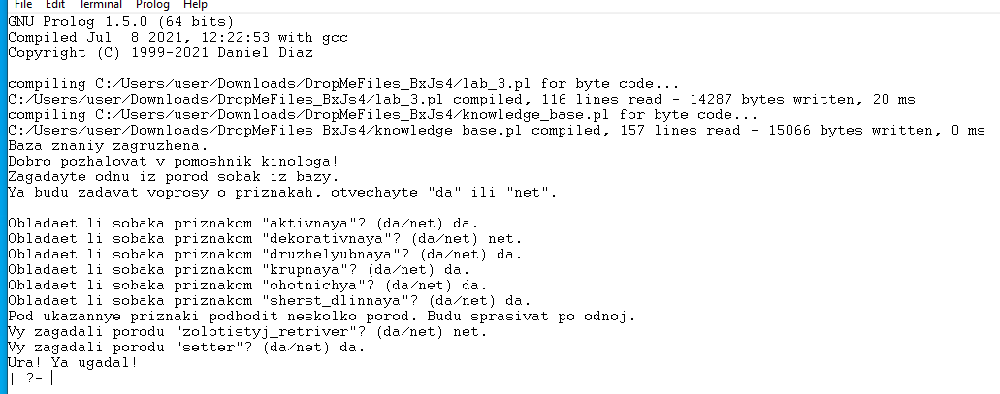 File Edit Terminal Prolog Help
GNU Prolog 1.5.0 (64 bits)
Compiled Jul  8 2021, 12:22:53 with gcc
Copyright (C) 1999-2021 Daniel Diaz
compiling C:/Users/user/Downloads/DropMeFiles_BxJs4/lab_3.pl for byte code...
C:/Users/user/Downloads/DropMeFiles_BxJs4/lab_3.pl compiled, 116 lines read - 14287 bytes written, 20 ms
compiling C:/Users/user/Downloads/DropMeFiles_BxJs4/knowledge_base.pl for byte code...
C:/Users/user/Downloads/DropMeFiles_BxJs4/knowledge_base.pl compiled, 157 lines read - 15066 bytes written, 0 ms
Baza znaniy zagruzhena.
Dobro pozhalovat v pomoshnik kinologa!
Zagadayte odnu iz porod sobak iz bazy.
Ya budu zadavat voprosy o priznakah, otvechayte "da" ili "net".
Obladaet li sobaka priznakom "aktivnaya"? (da/net) da.
Obladaet li sobaka priznakom "dekorativnaya"? (da/net) net.
Obladaet li sobaka priznakom "druzhelyubnaya"? (da/net) da.
Obladaet li sobaka priznakom "krupnaya"? (da/net) da.
Obladaet li sobaka priznakom "ohotnichya"? (da/net) da.
Obladaet li sobaka priznakom "sherst_dlinnaya"? (da/net) da.
Pod ukazannye priznaki podhodit neskolko porod. Budu sprasivat po odnoj.
Vy zagadali porodu "zolotistyj_retriver"? (da/net) net.
Vy zagadali porodu "setter"? (da/net) da.
Ura! Ya ugadal!
| ?-